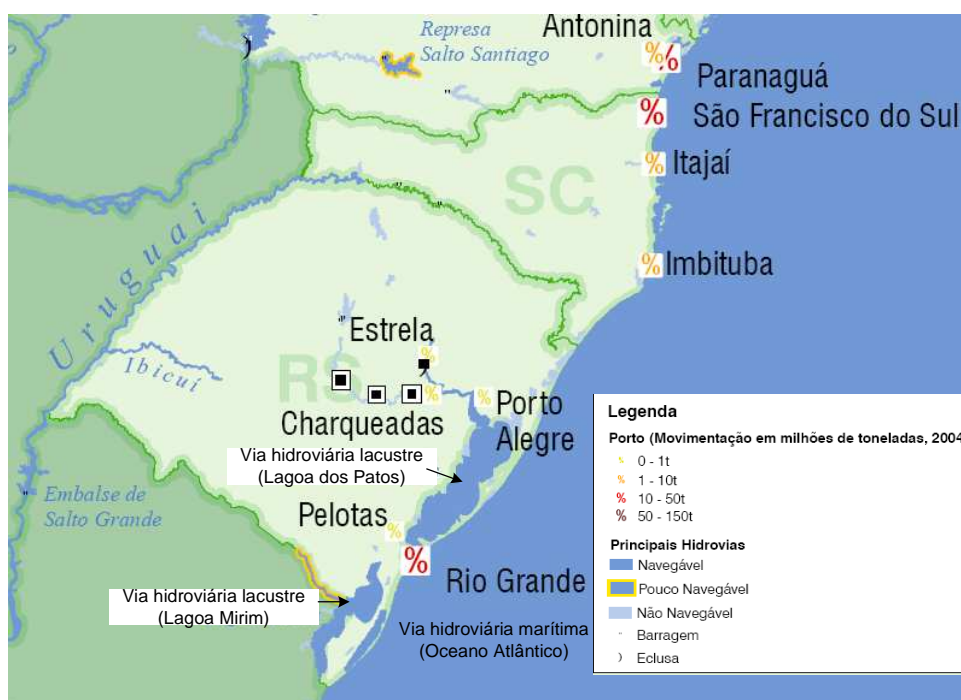 Antonina
Represa
Salto Santiago
Paranaguá
São Francisco do Sul
Itajaí
SC
Imbituba
Uruguai
Ibicuí
Estrela
RS
Charqueadas
Porto
Alegre
Via hidroviária lacustre
(Lagoa dos Patos)
Embalse de
Salto Grande
Pelotas
Rio Grande
Via hidroviária lacustre
(Lagoa Mirim)
Via hidroviária marítima
(Oceano Atlântico)
Legenda
Porto (Movimentação em milhões de toneladas, 2004
% 0 - 1t
% 1 - 10t
% 10 - 50t
% 50 - 150t
Principais Hidrovias
Navegável
Pouco Navegável
Não Navegável
" Barragem
) Eclusa